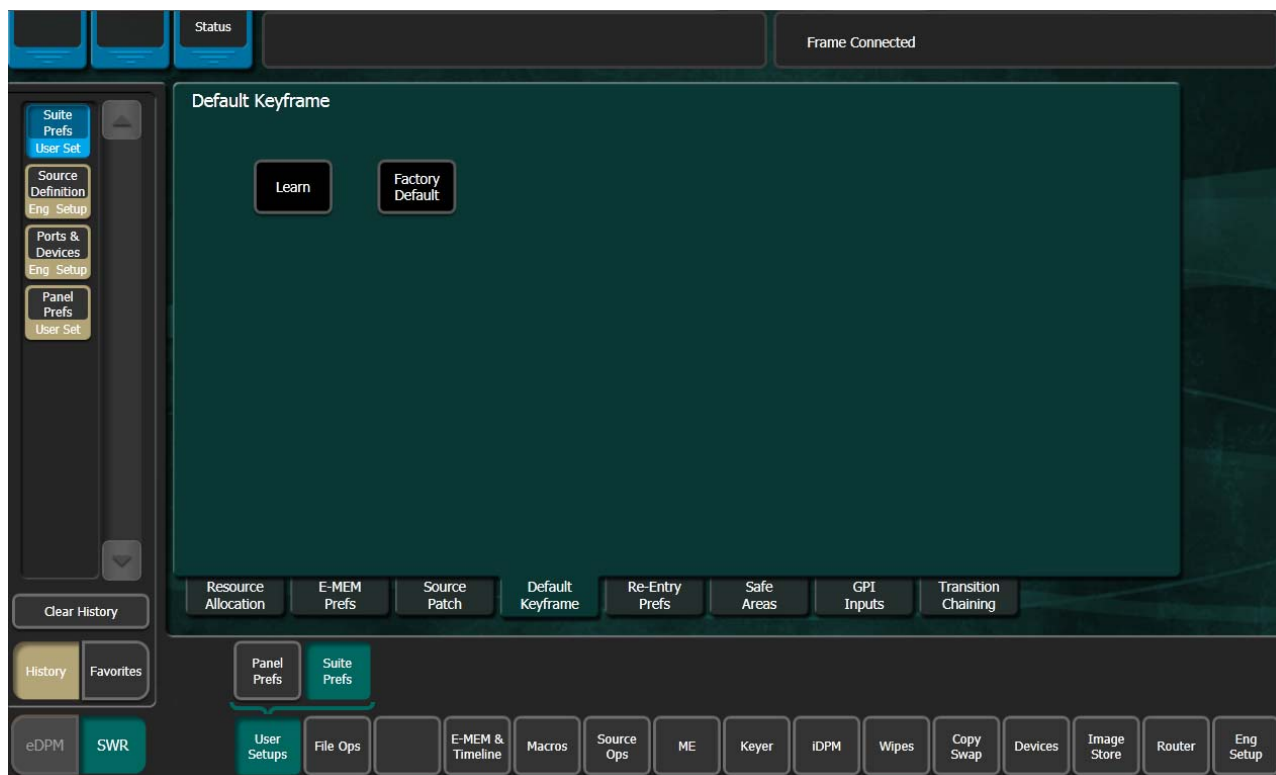 Status
Frame Connected
Suite
Prefs
User Set
Source
Definition
Eng Setup
Ports &
Devices
Eng Setup
Panel
Prefs
User Set
Clear History
History
Favorites
eDPM
SWR
Default Keyframe
Learn
Factory
Default
Resource
Allocation
E-MEM
Prefs
Source
Patch
Default
Keyframe
Re-Entry
Prefs
Safe
Areas
GPI
Inputs
Transition
Chaining
Panel
Prefs
Suite
Prefs
User
Setups
File Ops
E-MEM &
Timeline
Macros
Source
Ops
ME
Keyer
iDPM
Wipes
Copy
Swap
Devices
Image
Store
Router
Eng
Setup